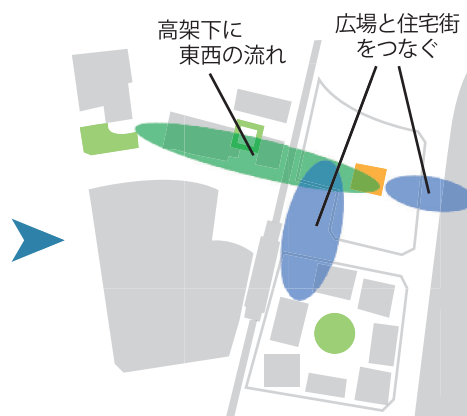 高架下に
東西の流れ
広場と住宅街
をつなぐ